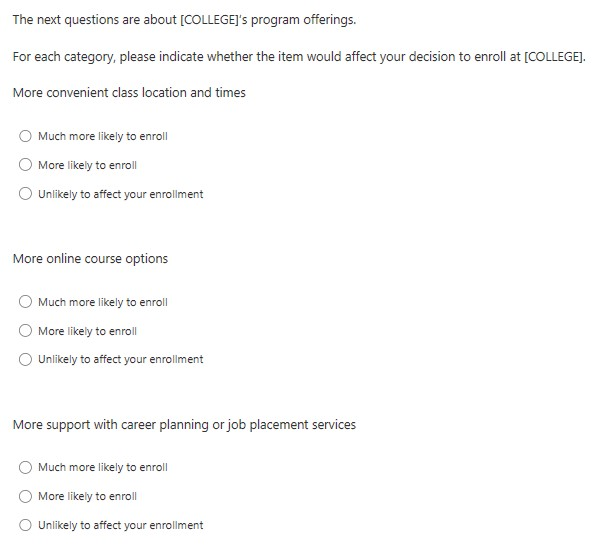 The next questions are about [COLLEGE]'s program offerings.
For each category, please indicate whether the item would affect your decision to enroll at [COLLEGE].
More convenient class location and times
Much more likely to enroll
More likely to enroll
Unlikely to affect your enrollment
More online course options
Much more likely to enroll
More likely to enroll
Unlikely to affect your enrollment
More support with career planning or job placement services
Much more likely to enroll
More likely to enroll
Unlikely to affect your enrollment